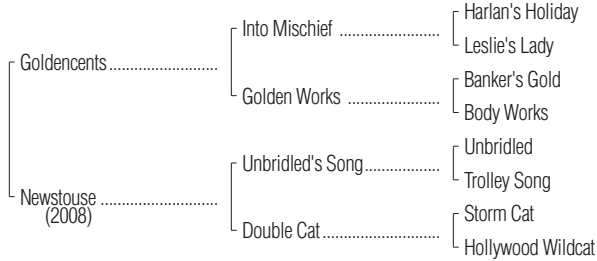 Harlan's Holiday
Into Mischief ....................
Leslie's Lady
Goldencents ......................
Banker's Gold
Golden Works ..................
Body Works
Unbridled
Unbridled's Song...............
Trolley Song
Newstouse ........................
(2008)
Storm Cat
Double Cat........................
Hollywood Wildcat